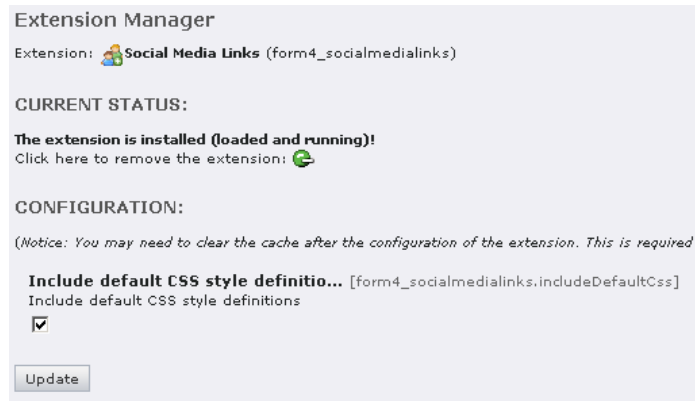 Extension Manager
Extension: Social Media Links (form4_socialmedialinks)
CURRENT STATUS:
The extension is installed (loaded and running)!
Click here to remove the extension:
CONFIGURATION:
(Notice: You may need to clear the cache after the configuration of the extension. This is required
Include default CSS style definitio... [form4_socialmedialinks.includeDefaultCss]
Include default CSS style definitions
Update